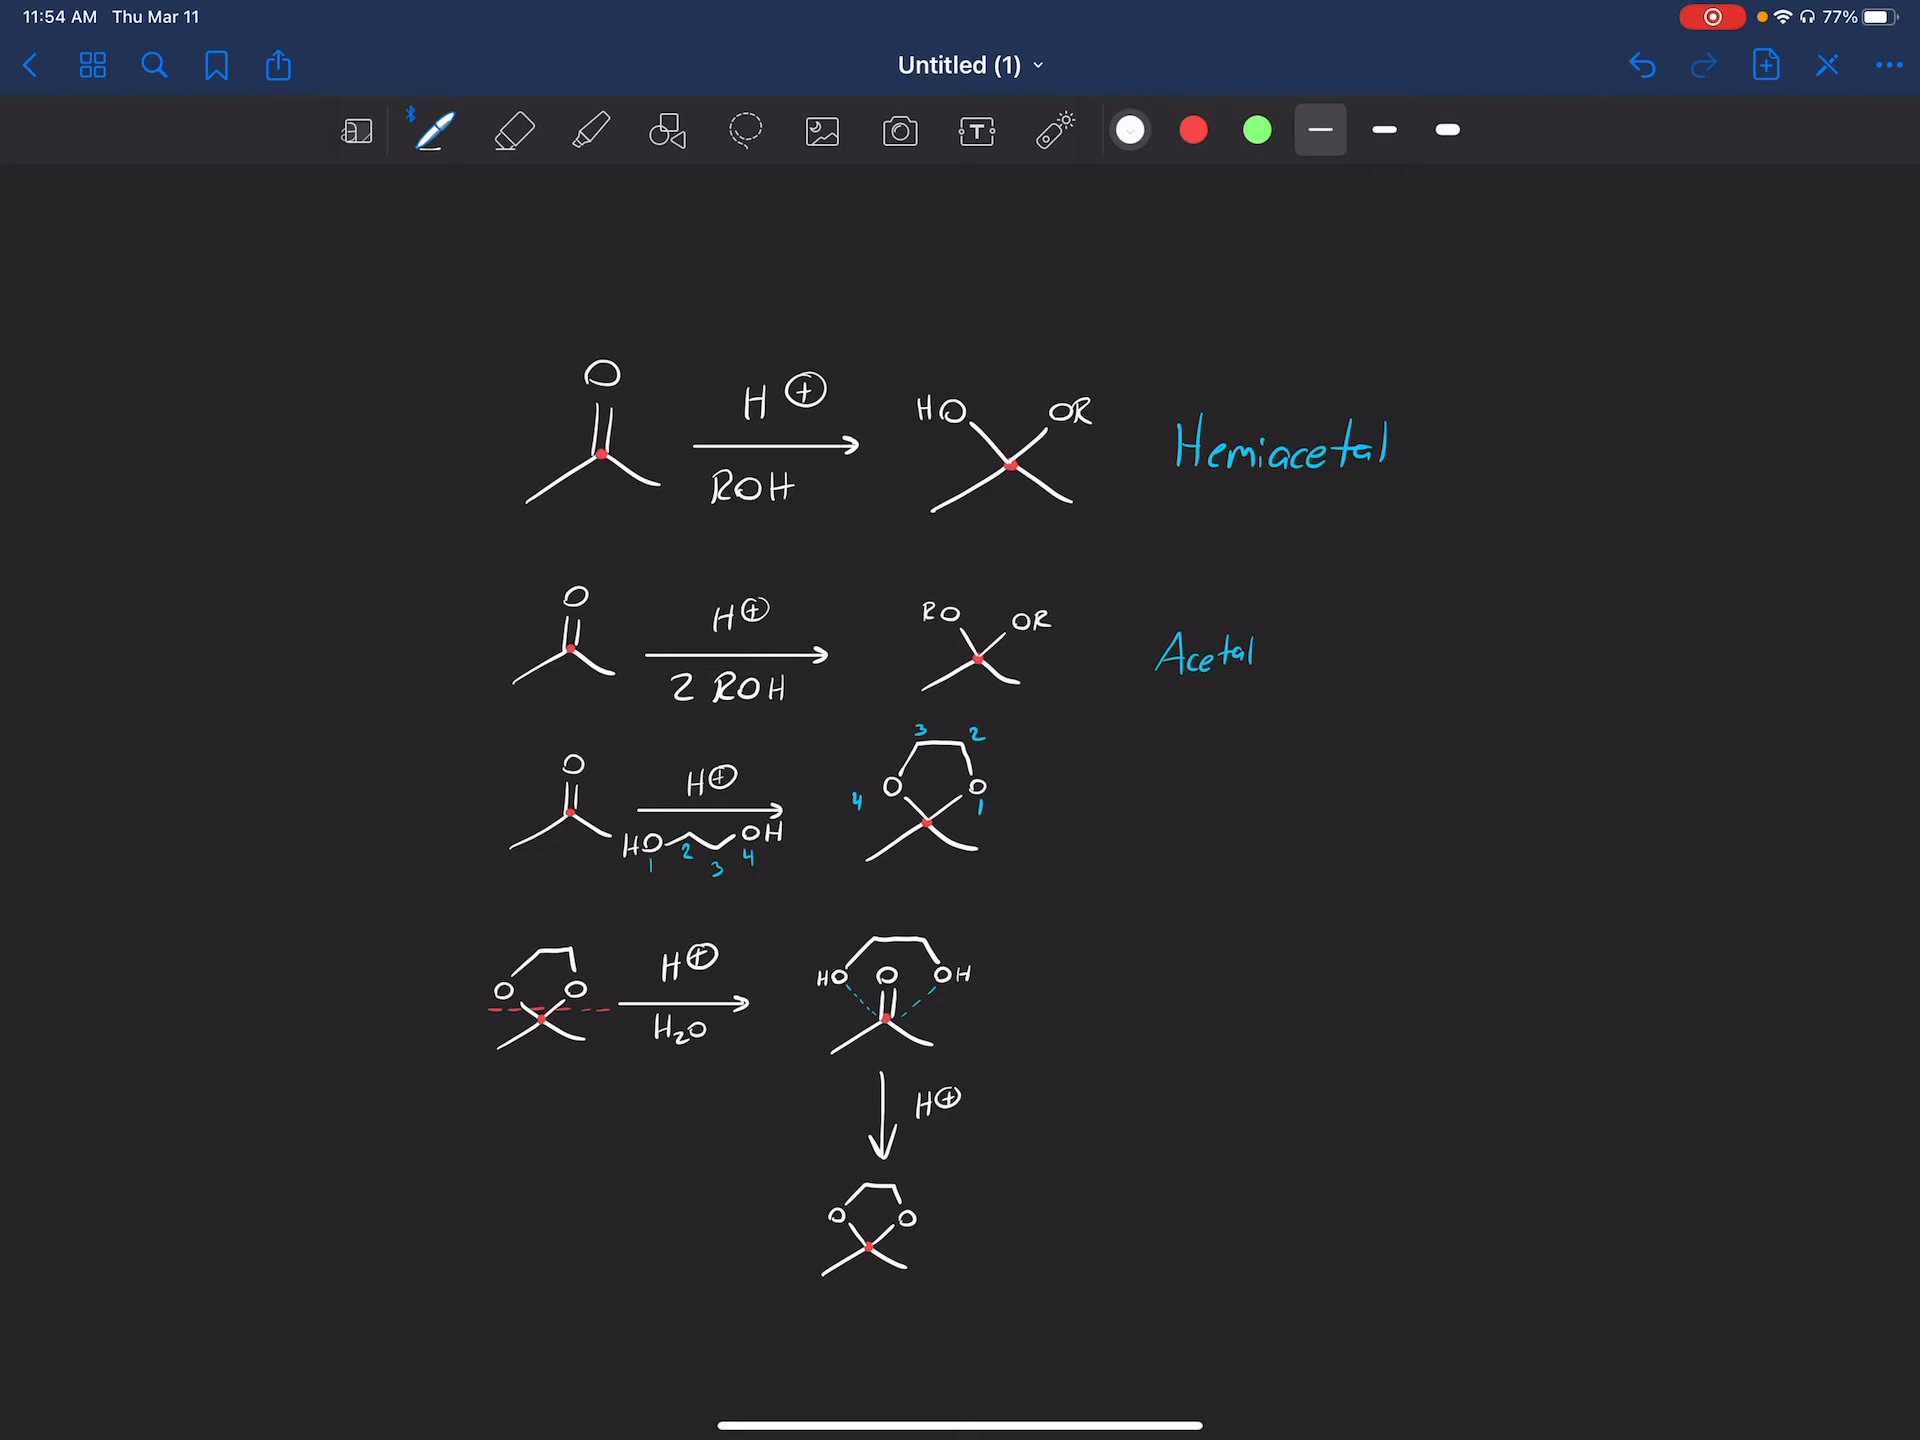 11:54 AM Thu Mar 11
77%
Untitled (1)
T
O
H +
ROH
HO OR
Hemiacetal
O
H +
2 ROH
RO OR
Acetal
O
H +
HO OH
1 2 3 4
3 2
O O
4 1
O O
H +
H2O
HO O OH
H +
O O